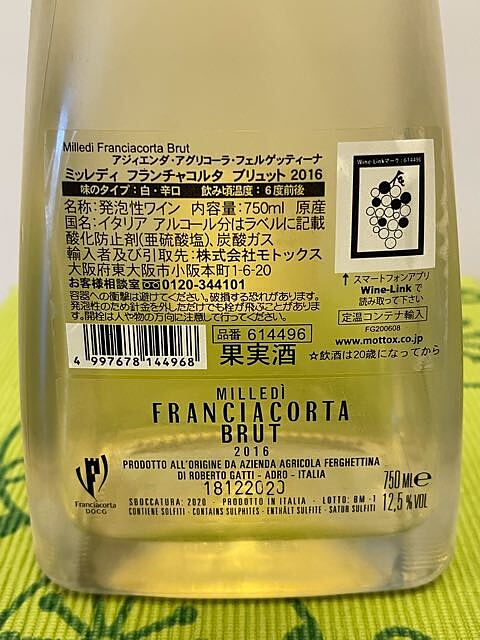 Milledì Franciacorta Brut
アジィエンダ・アグリコーラ・フェルゲッティーナ
ミッレディ フランチャコルタ ブリュット 2016
味のタイプ：白・辛口 飲み頃温度：6度前後
名称：発泡性ワイン 内容量：750ml 原産
国名：イタリア アルコール分はラベルに記載
酸化防止剤(亜硫酸塩)、炭酸ガス
輸入者及び引取先：株式会社モトックス
大阪府東大阪市小阪本町1-6-20
お客様相談室 0120-344101
容器への衝撃は避けてください。破損する恐れがあります。
発泡性のため針金を外しただけでも栓が飛ぶことがありま
す。開栓は人や物の方向に注意して行ってください。
4 997678 144968
品番 614496
果実酒
Wine-Linkマーク:614496
↑ スマートフォンアプリ
Wine-Link で
読み取って下さい
定温コンテナ輸入
FG200608
www.mottox.co.jp
☆飲酒は20歳になってから
MILLEDÌ
FRANCIACORTA
BRUT
2016
PRODOTTO ALL'ORIGINE DA AZIENDA AGRICOLA FERGHETTINA
DI ROBERTO GATTI - ADRO - ITALIA
18122020
SBOCCATURA: 2020 - PRODOTTO IN ITALIA - LOTTO: BM - 1
CONTIENE SOLFITI - CONTAINS SULPHITES - ENTHÄLT SULFITE - SATUR SULFITI
Franciacorta
DOCG
750 ML e
12,5 % VOL